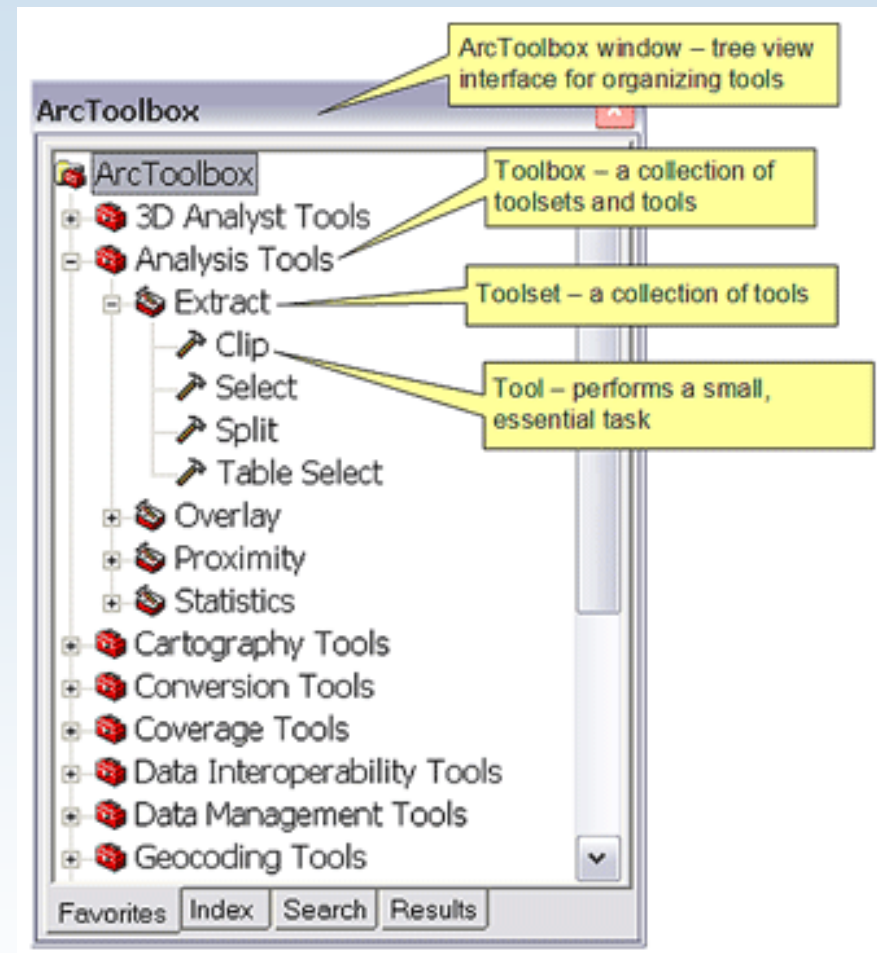 ArcToolbox window – tree view
interface for organizing tools
ArcToolbox
ArcToolbox
Toolbox – a collection of
toolsets and tools
3D Analyst Tools
Analysis Tools
Toolset – a collection of tools
Extract
Clip
Tool – performs a small,
essential task
Select
Split
Table Select
Overlay
Proximity
Statistics
Cartography Tools
Conversion Tools
Coverage Tools
Data Interoperability Tools
Data Management Tools
Geocoding Tools
Favorites Index Search Results